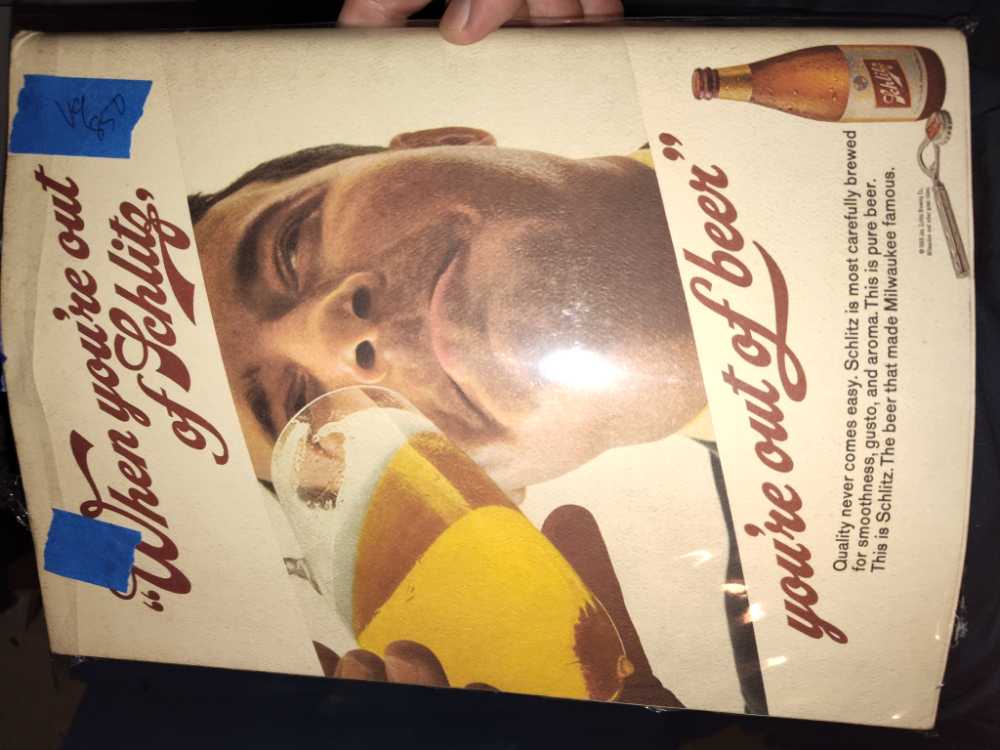 "When you're out
of Schlitz,
you're out of beer"
Quality never comes easy. Schlitz is most carefully brewed
for smoothness, gusto, and aroma. This is pure beer.
This is Schlitz. The beer that made Milwaukee famous.
Schlitz